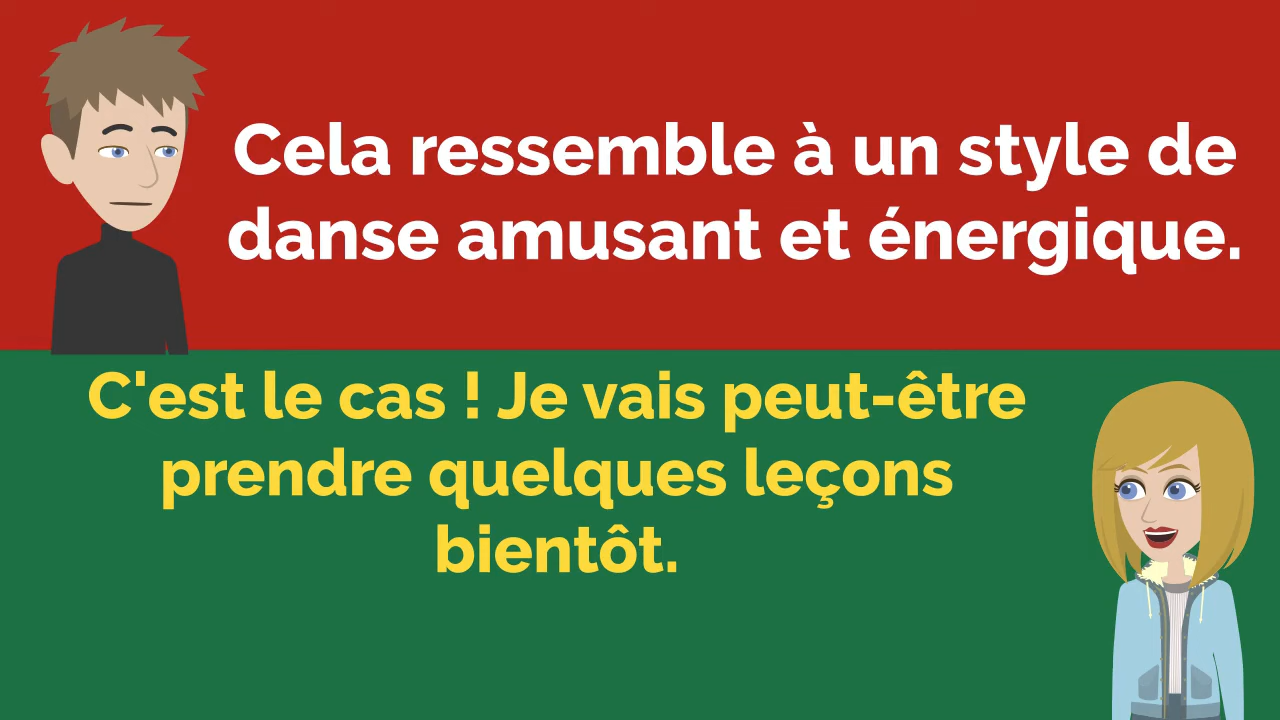 Cela ressemble à un style de
danse amusant et énergique.
C'est le cas ! Je vais peut-être
prendre quelques leçons
bientôt.